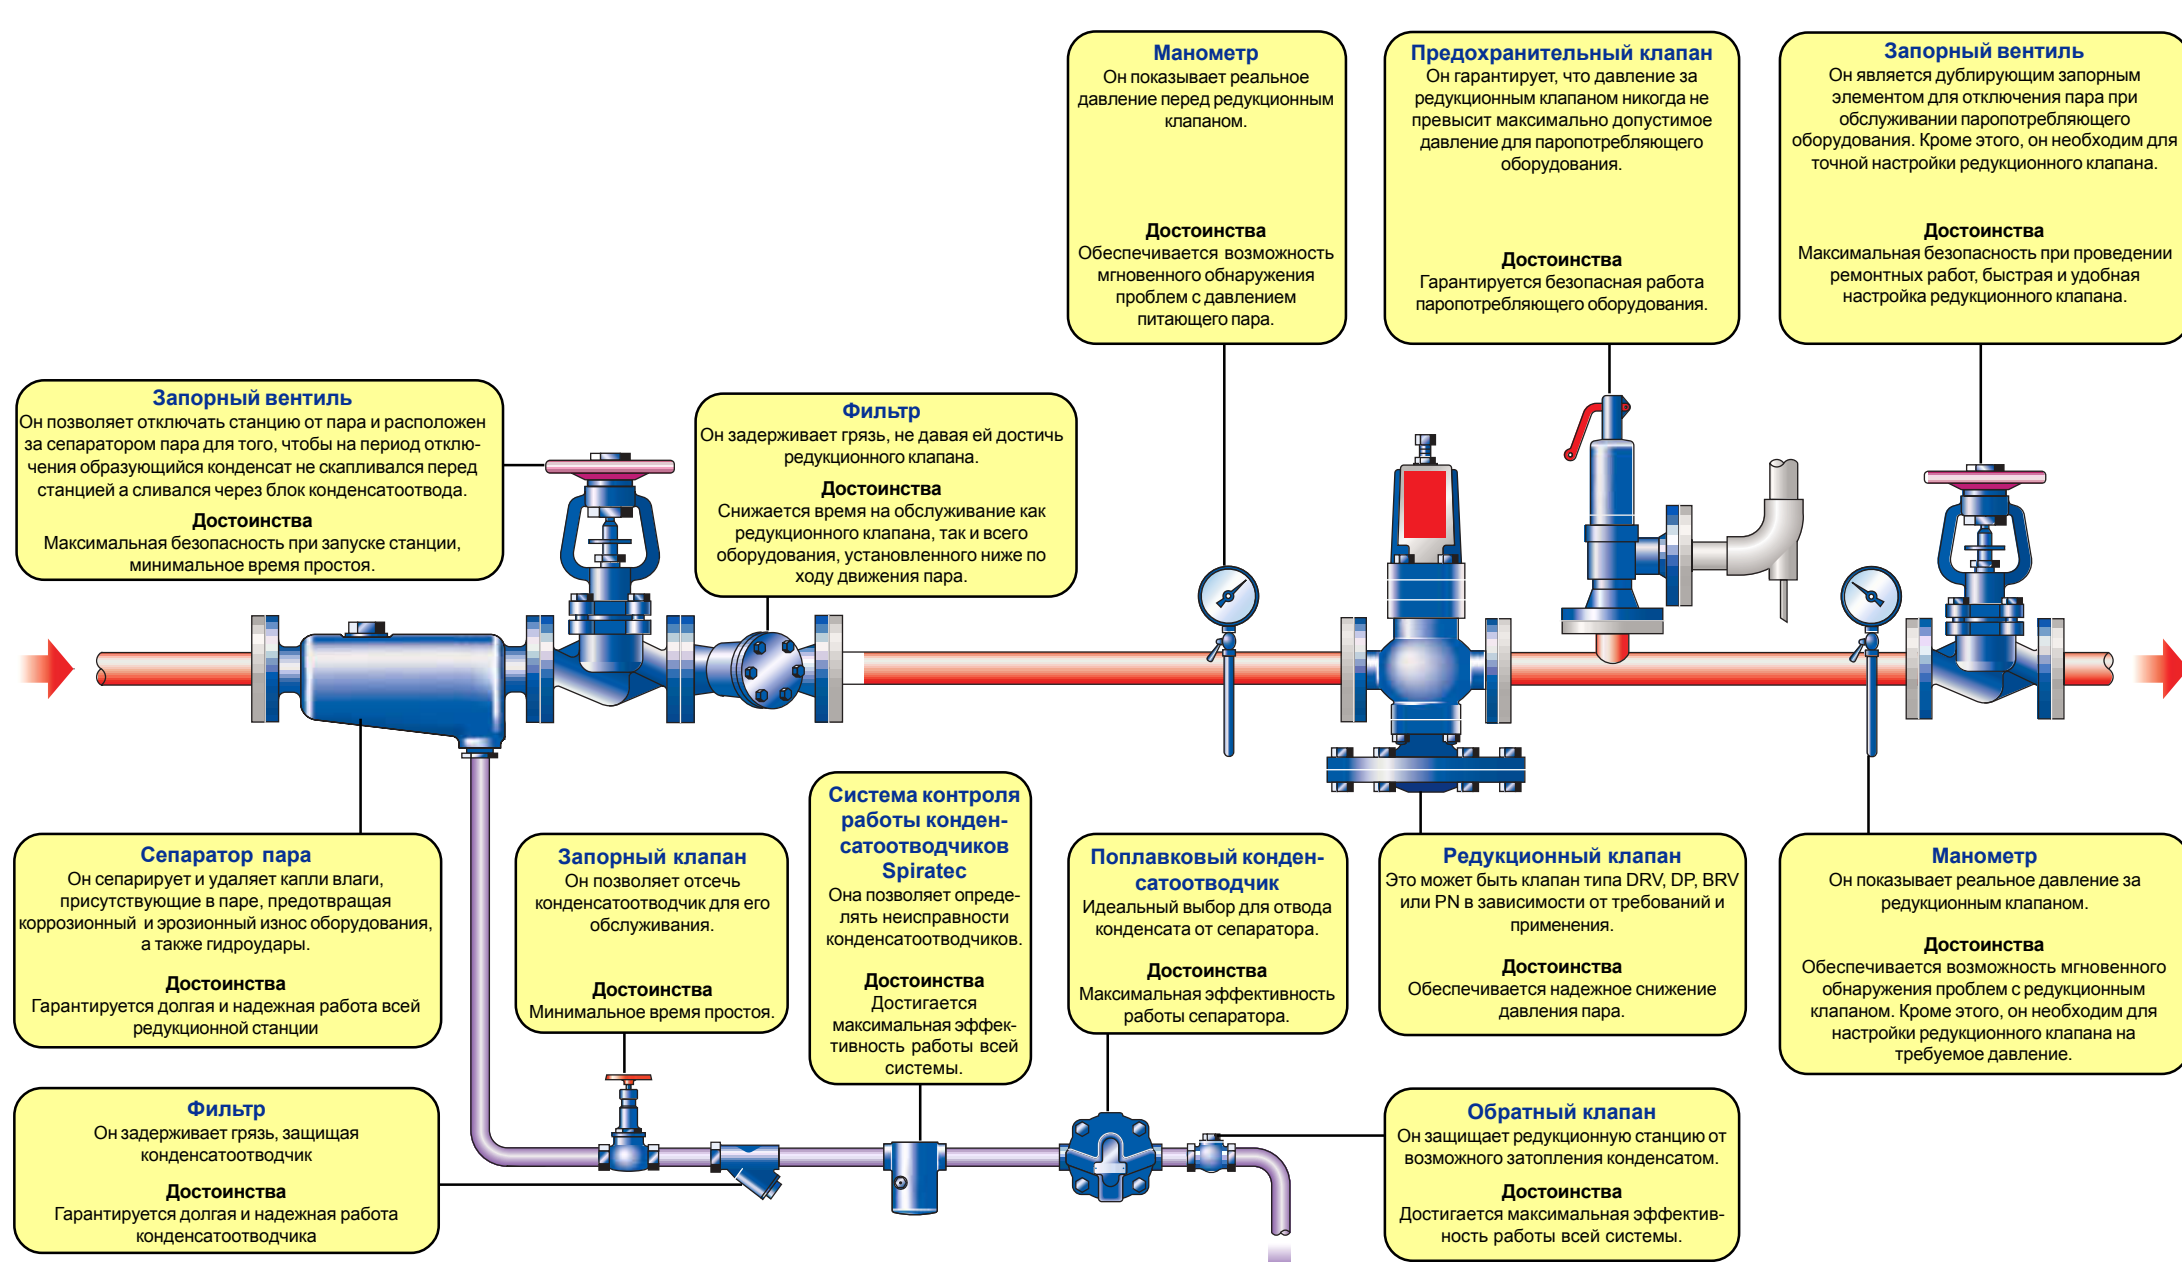 Манометр
Он показывает реальное
давление перед редукционным
клапаном.
Достоинства
Обеспечивается возможность
мгновенного обнаружения
проблем с давлением
питающего пара.
Предохранительный клапан
Он гарантирует, что давление за
редукционным клапаном никогда не
превысит максимально допустимое
давление для паропотребляющего
оборудования.
Достоинства
Гарантируется безопасная работа
паропотребляющего оборудования.
Запорный вентиль
Он является дублирующим запорным
элементом для отключения пара при
обслуживании паропотребляющего
оборудования. Кроме этого, он необходим для
точной настройки редукционного клапана.
Достоинства
Максимальная безопасность при проведении
ремонтных работ, быстрая и удобная
настройка редукционного клапана.
Запорный вентиль
Он позволяет отключать станцию от пара и расположен
за сепаратором пара для того, чтобы на период отклю-
чения образующийся конденсат не скапливался перед
станцией а сливался через блок конденсатоотвода.
Достоинства
Максимальная безопасность при запуске станции,
минимальное время простоя.
Фильтр
Он задерживает грязь, не давая ей достичь
редукционного клапана.
Достоинства
Снижается время на обслуживание как
редукционного клапана, так и всего
оборудования, установленного ниже по
ходу движения пара.
Сепаратор пара
Он сепарирует и удаляет капли влаги,
присутствующие в паре, предотвращая
коррозионный и эрозионный износ оборудования,
а также гидроудары.
Достоинства
Гарантируется долгая и надежная работа всей
редукционной станции
Запорный клапан
Он позволяет отсечь
конденсатоотводчик для его
обслуживания.
Достоинства
Минимальное время простоя.
Система контроля
работы конден-
сатоотводчиков
Spiratec
Она позволяет опреде-
лять неисправности
конденсатоотводчиков.
Достоинства
Достигается
максимальная эффек-
тивность работы всей
системы.
Поплавковый конден-
сатоотводчик
Идеальный выбор для отвода
конденсата от сепаратора.
Достоинства
Максимальная эффективность
работы сепаратора.
Редукционный клапан
Это может быть клапан типа DRV, DP, BRV
или PN в зависимости от требований и
применения.
Достоинства
Обеспечивается надежное снижение
давления пара.
Манометр
Он показывает реальное давление за
редукционным клапаном.
Достоинства
Обеспечивается возможность мгновенного
обнаружения проблем с редукционным
клапаном. Кроме этого, он необходим для
настройки редукционного клапана на
требуемое давление.
Фильтр
Он задерживает грязь, защищая
конденсатоотводчик
Достоинства
Гарантируется долгая и надежная работа
конденсатоотводчика
Обратный клапан
Он защищает редукционную станцию от
возможного затопления конденсатом.
Достоинства
Достигается максимальная эффектив-
ность работы всей системы.